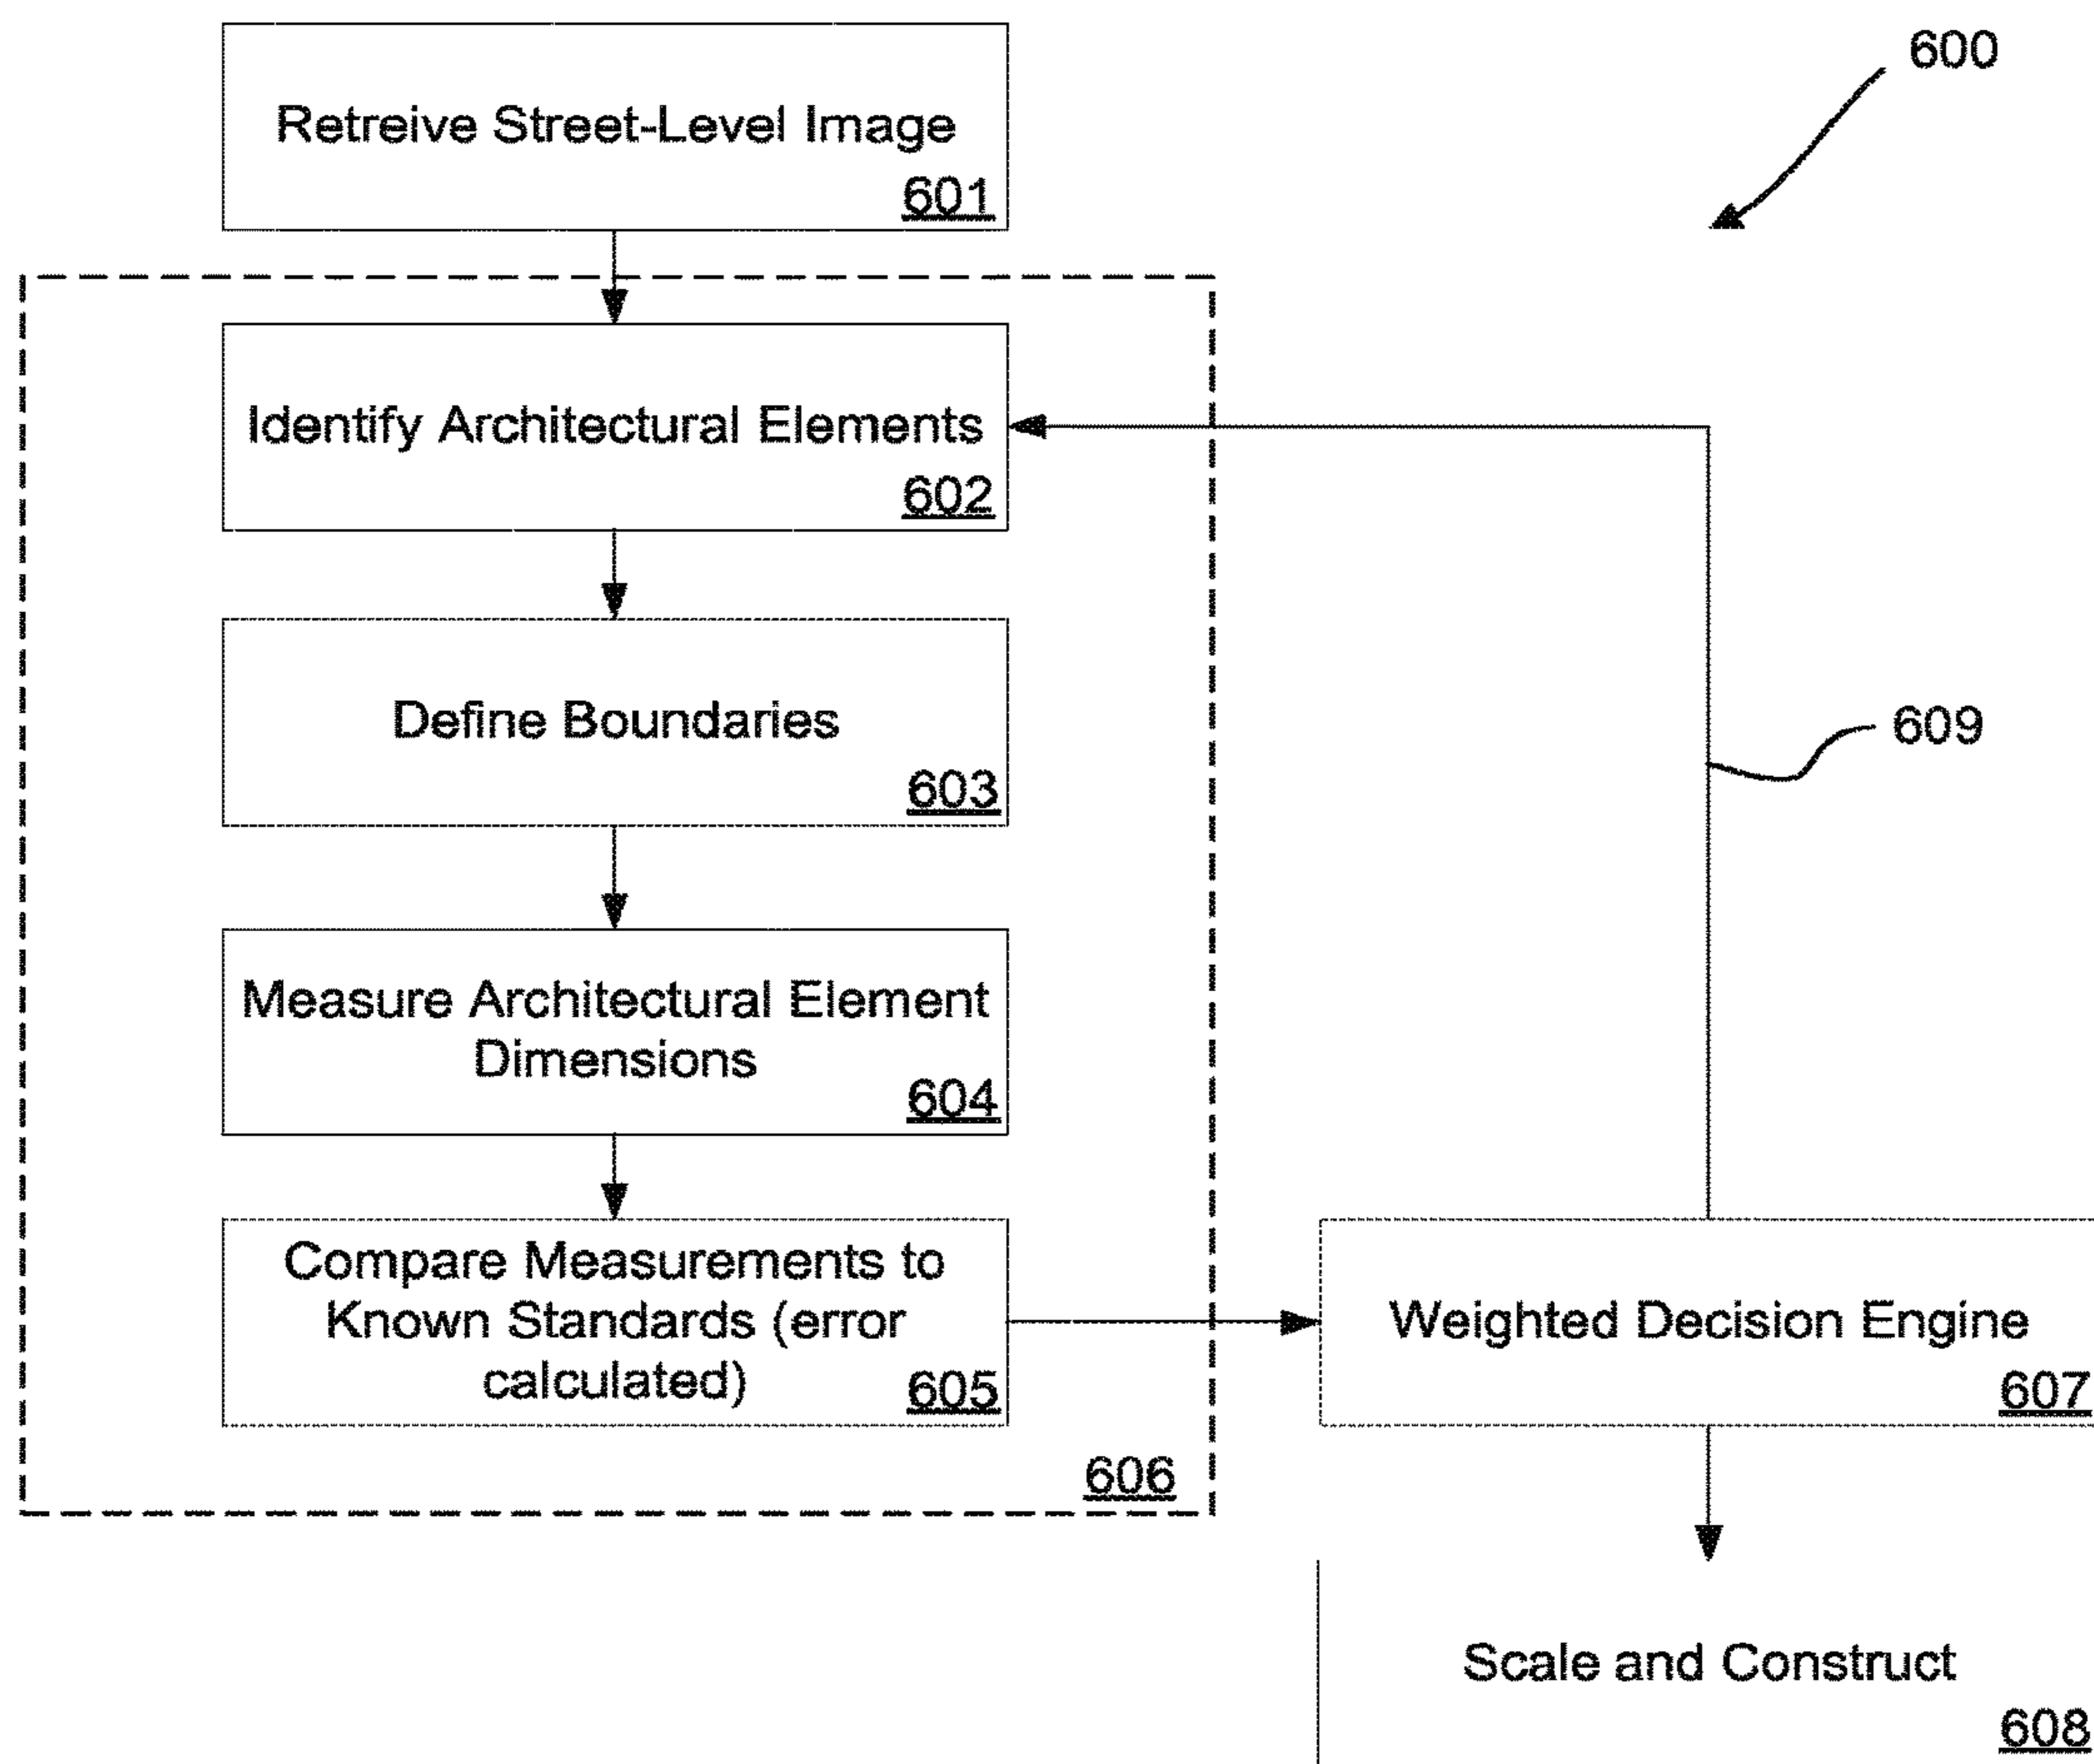 600
Retreive Street-Level Image
601
Identify Architectural Elements
602
Define Boundaries
603
609
Measure Architectural Element
Dimensions
604
Compare Measurements to
Known Standards (error
calculated)
605
606
Weighted Decision Engine
607
Scale and Construct
608